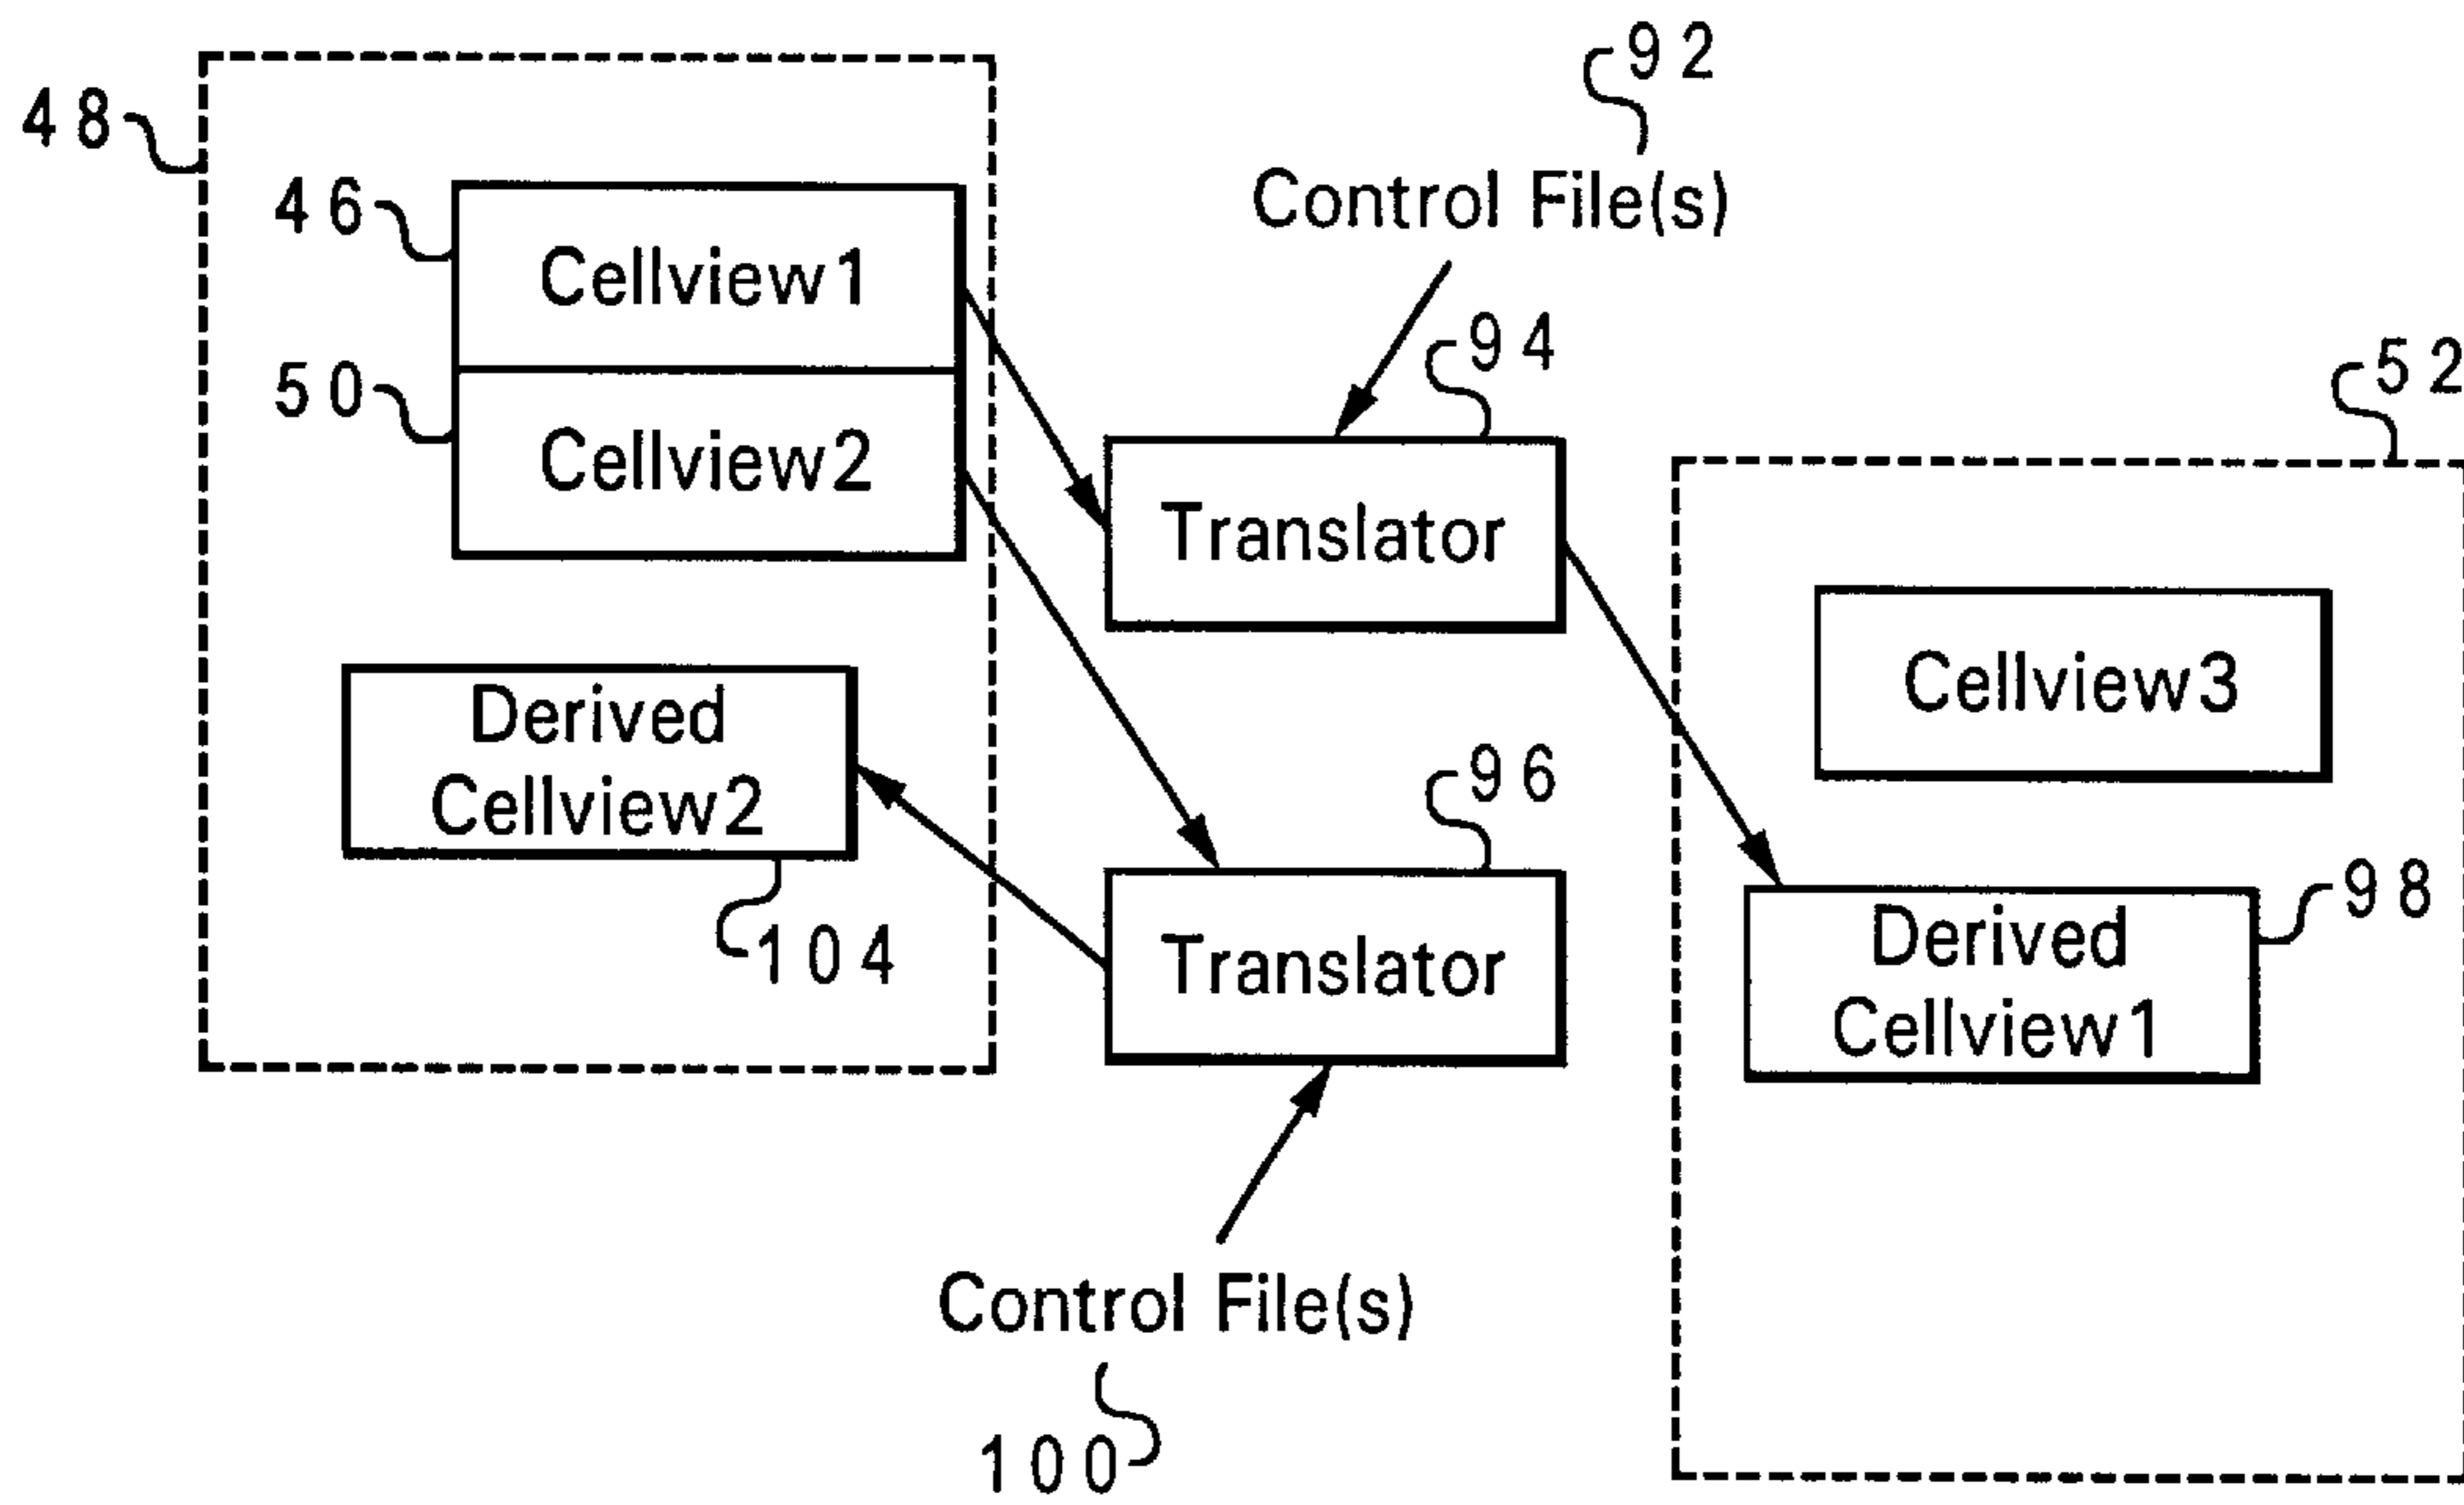 92
48
Control File(s)
46
Cellview1
94
52
50
Cellview2
Translator
Cellview3
Derived
Cellview2
96
98
104
Derived
Cellview1
Translator
Control File(s)
100